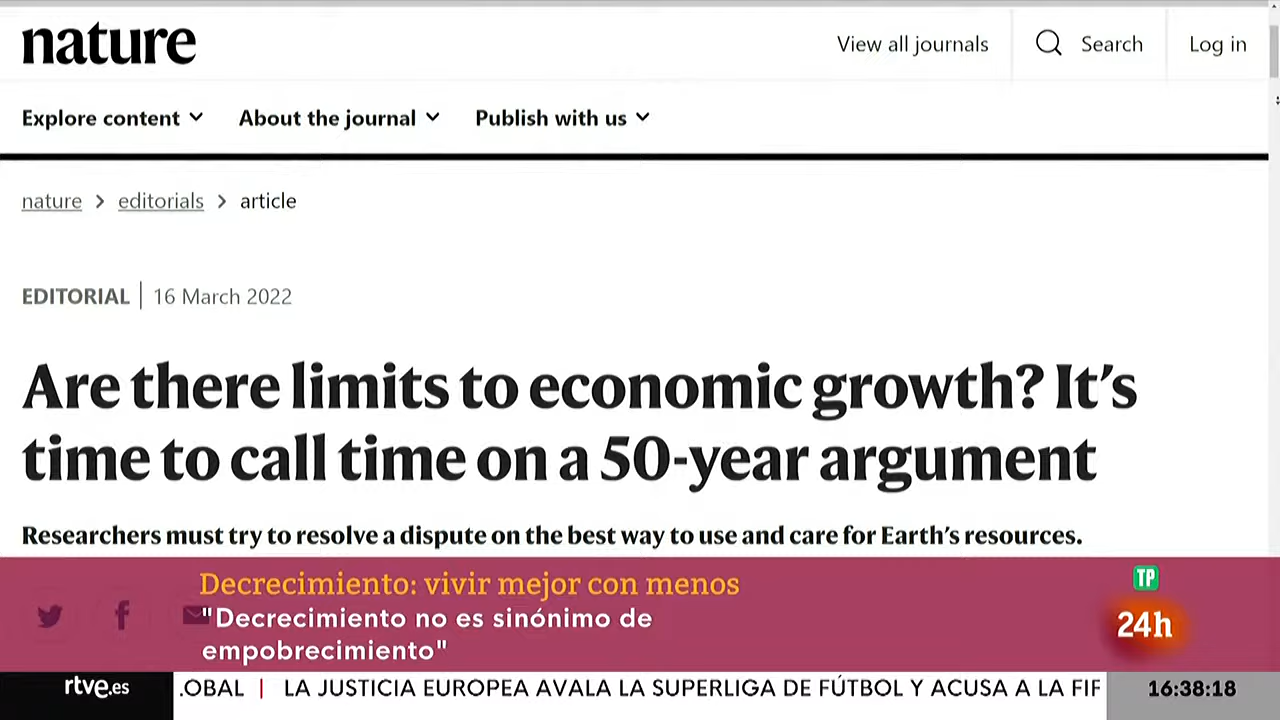 nature
View all journals
Search
Log in
Explore content
About the journal
Publish with us
nature > editorials > article
EDITORIAL | 16 March 2022
Are there limits to economic growth? It's
time to call time on a 50-year argument
Researchers must try to resolve a dispute on the best way to use and care for Earth's resources.
Decrecimiento: vivir mejor con menos
"Decrecimiento no es sinónimo de
empobrecimiento"
TP
24h
rtve.es
.OBAL | LA JUSTICIA EUROPEA AVALA LA SUPERLIGA DE FÚTBOL Y ACUSA A LA FIF
16:38:18